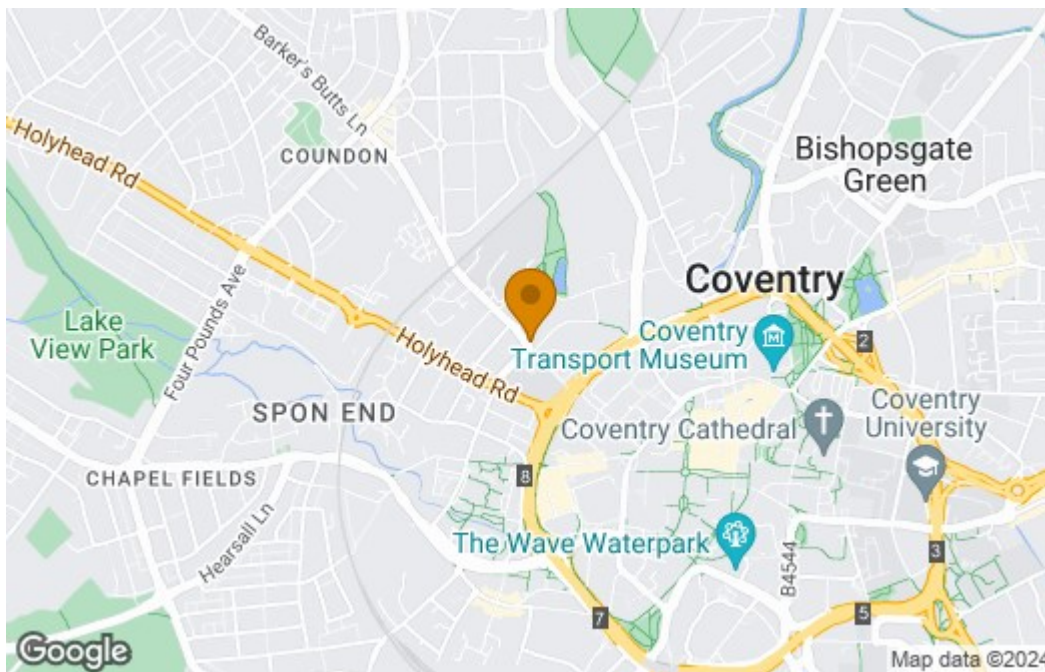 Barker's Butts Ln
Holyhead Rd
COUNDON
Bishopsgate
Green
Four Pounds Ave
Coventry
Lake
View Park
Coventry
Transport Museum
2
Holyhead Rd
SPON END
Coventry Cathedral
Coventry
University
CHAPEL FIELDS
8
Hearsall Ln
The Wave Waterpark
B4544
3
7
5
Google
Map data ©2024